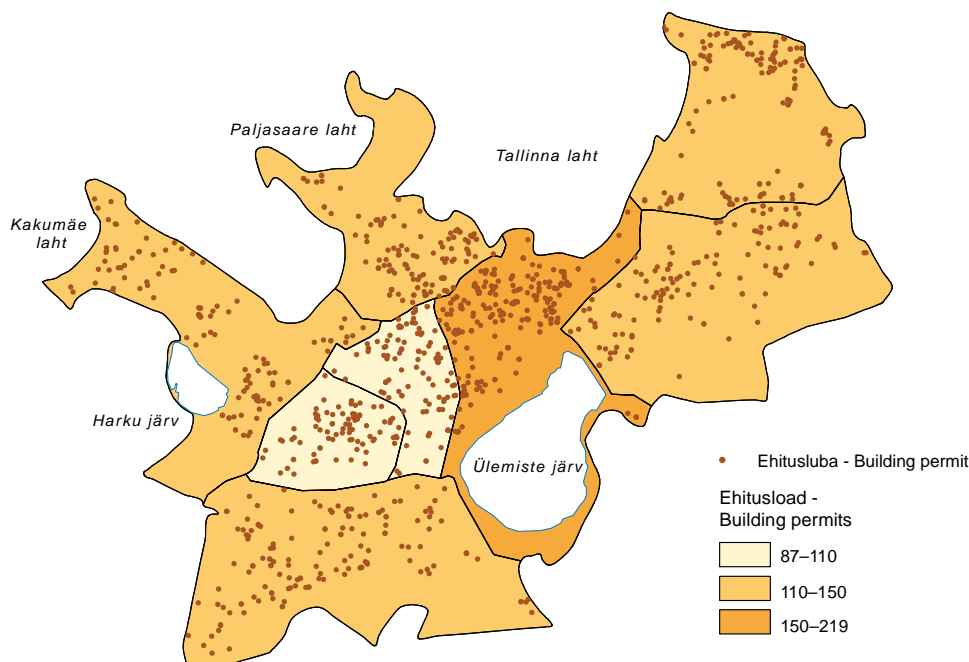 Paljasaare laht
Tallinna laht
Kakumäe
laht
Harku järv
Ülemiste järv
Ehitusluba - Building permit
Ehitusload -
Building permits
87–110
110–150
150–219